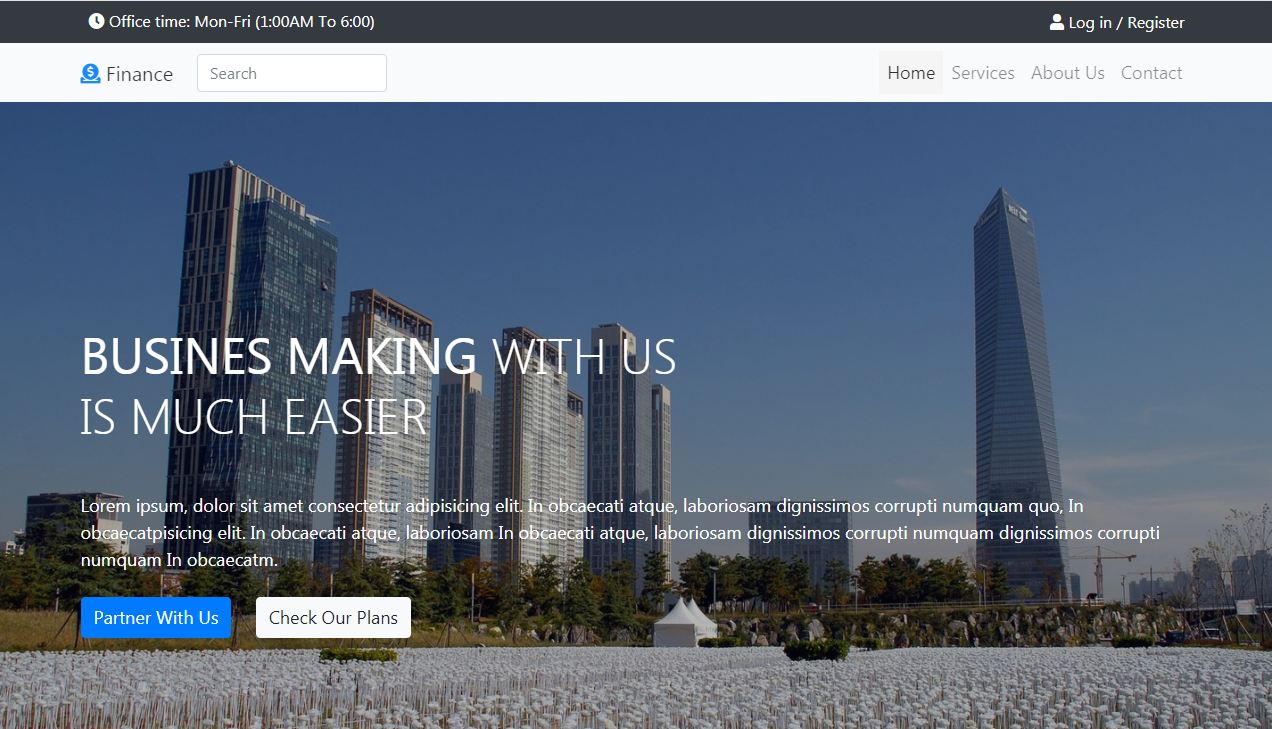 Office time: Mon-Fri (1:00AM To 6:00)
Log in / Register
Finance
Search
Home Services About Us Contact
BUSINES MAKING WITH US
IS MUCH EASIER
Lorem ipsum, dolor sit amet consectetur adipisicing elit. In obcaecati atque, laboriosam dignissimos corrupti numquam quo, In
obcaecatpisicing elit. In obcaecati atque, laboriosam In obcaecati atque, laboriosam dignissimos corrupti numquam dignissimos corrupti
numquam In obcaecatm.
Partner With Us
Check Our Plans